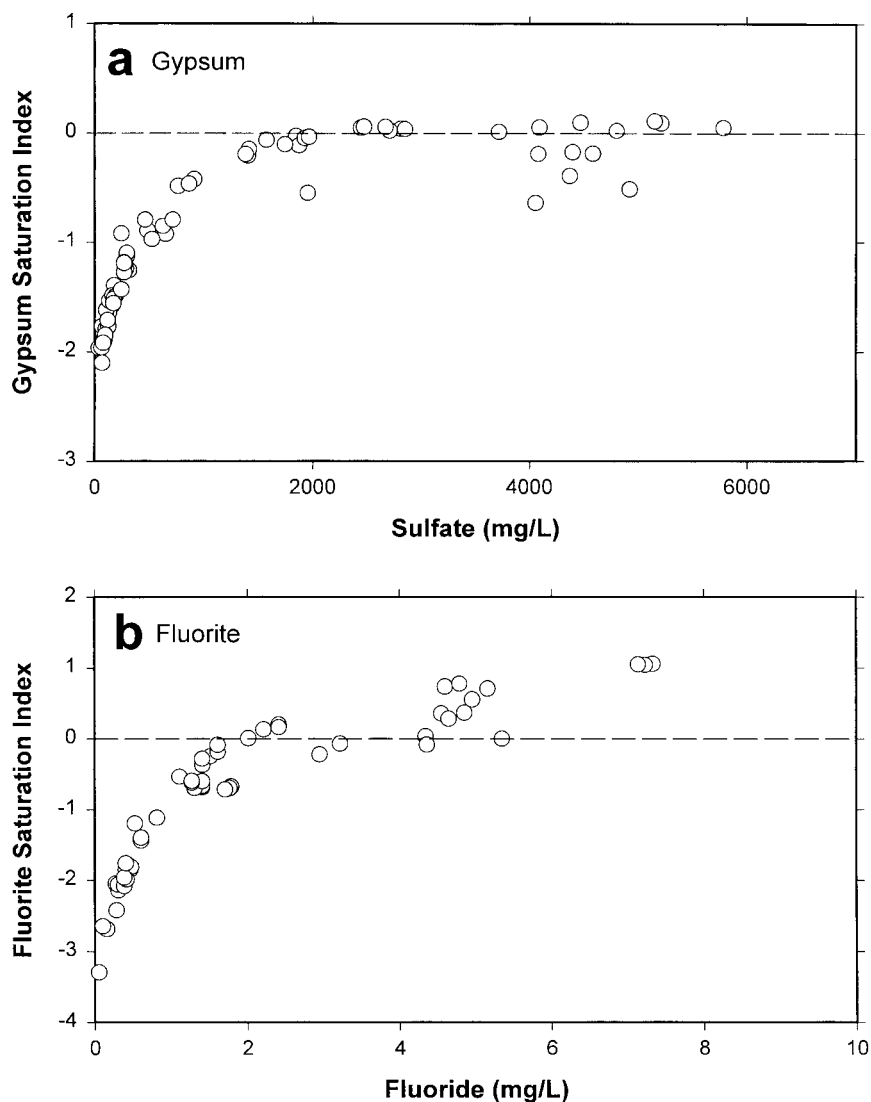 1
a Gypsum
0
-1
-2
-3
Gypsum Saturation Index
0 2000 4000 6000
Sulfate (mg/L)
2
b Fluorite
1
0
-1
-2
-3
-4
Fluorite Saturation Index
0 2 4 6 8 10
Fluoride (mg/L)